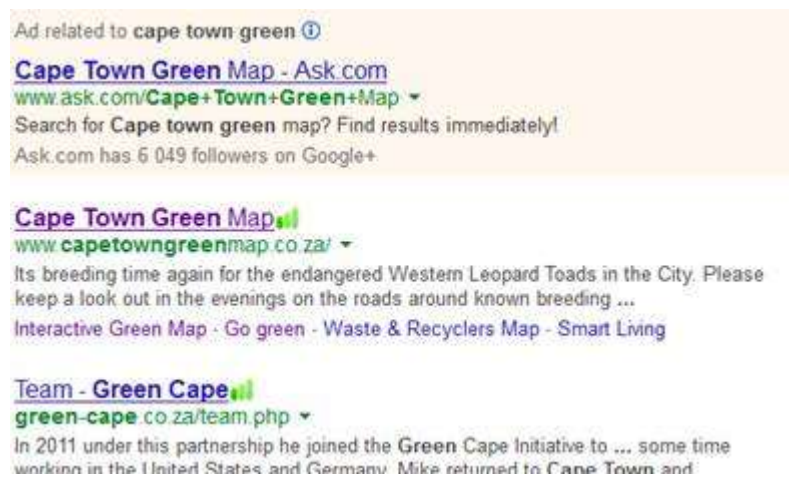 Ad related to cape town green
Cape Town Green Map - Ask.com
www.ask.com/Cape+Town+Green+Map
Search for Cape town green map? Find results immediately!
Ask.com has 6 049 followers on Google+
Cape Town Green Map
www.capetowngreenmap.co.za/
Its breeding time again for the endangered Western Leopard Toads in the City. Please
keep a look out in the evenings on the roads around known breeding ...
Interactive Green Map - Go green - Waste & Recyclers Map - Smart Living
Team - Green Cape
green-cape.co.za/team.php
In 2011 under this partnership he joined the Green Cape Initiative to ... some time
working in the United States and Germany. Mike returned to Cape Town and